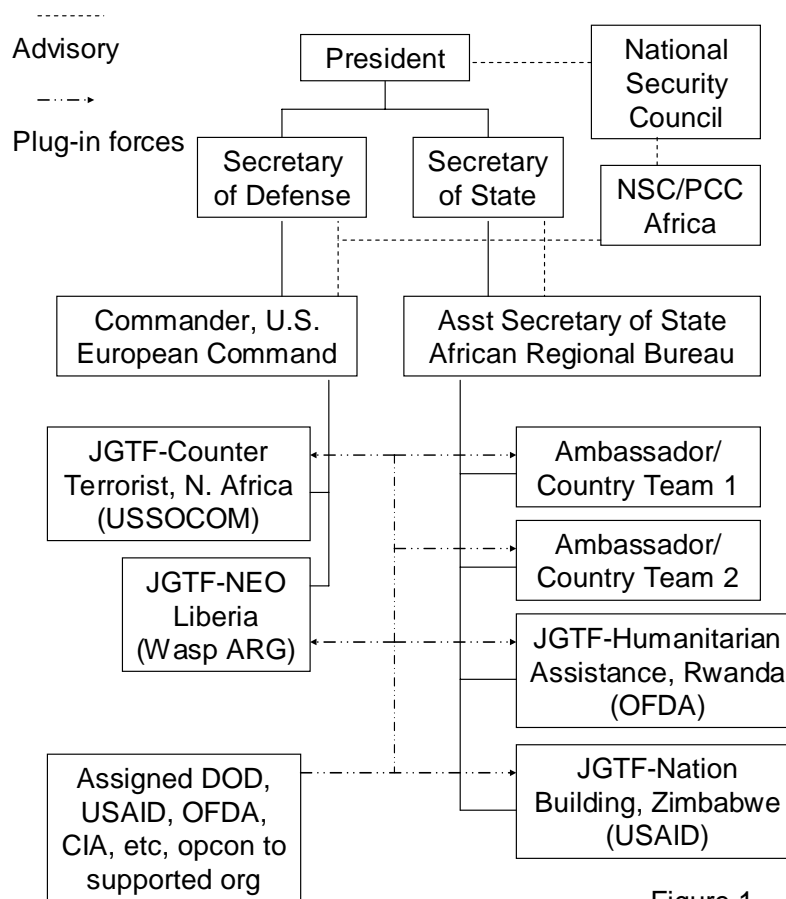 Advisory
Plug-in forces
President
National
Security
Council
Secretary
of Defense
Secretary
of State
NSC/PCC
Africa
Commander, U.S.
European Command
Asst Secretary of State
African Regional Bureau
JGTF-Counter
Terrorist, N. Africa
(USSOCOM)
Ambassador/
Country Team 1
JGTF-NEO
Liberia
(Wasp ARG)
Ambassador/
Country Team 2
JGTF-Humanitarian
Assistance, Rwanda
(OFDA)
Assigned DOD,
USAID, OFDA,
CIA, etc, opcon to
supported org
JGTF-Nation
Building, Zimbabwe
(USAID)
Figure 1